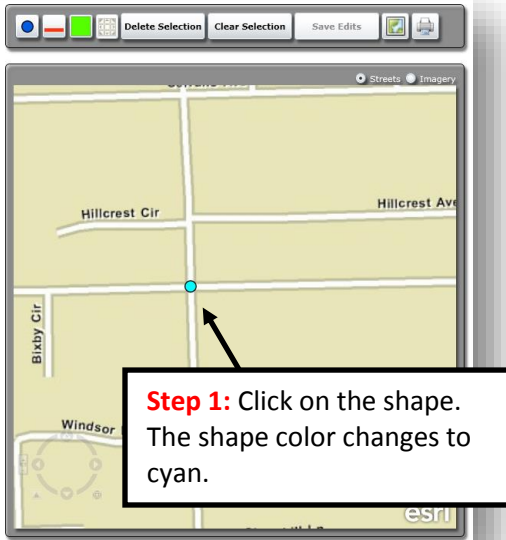 Delete Selection Clear Selection Save Edits
Streets Imagery
Hillcrest Cir
Hillcrest Ave
Bixby Cir
Step 1: Click on the shape.
The shape color changes to
cyan.
Windsor
esri